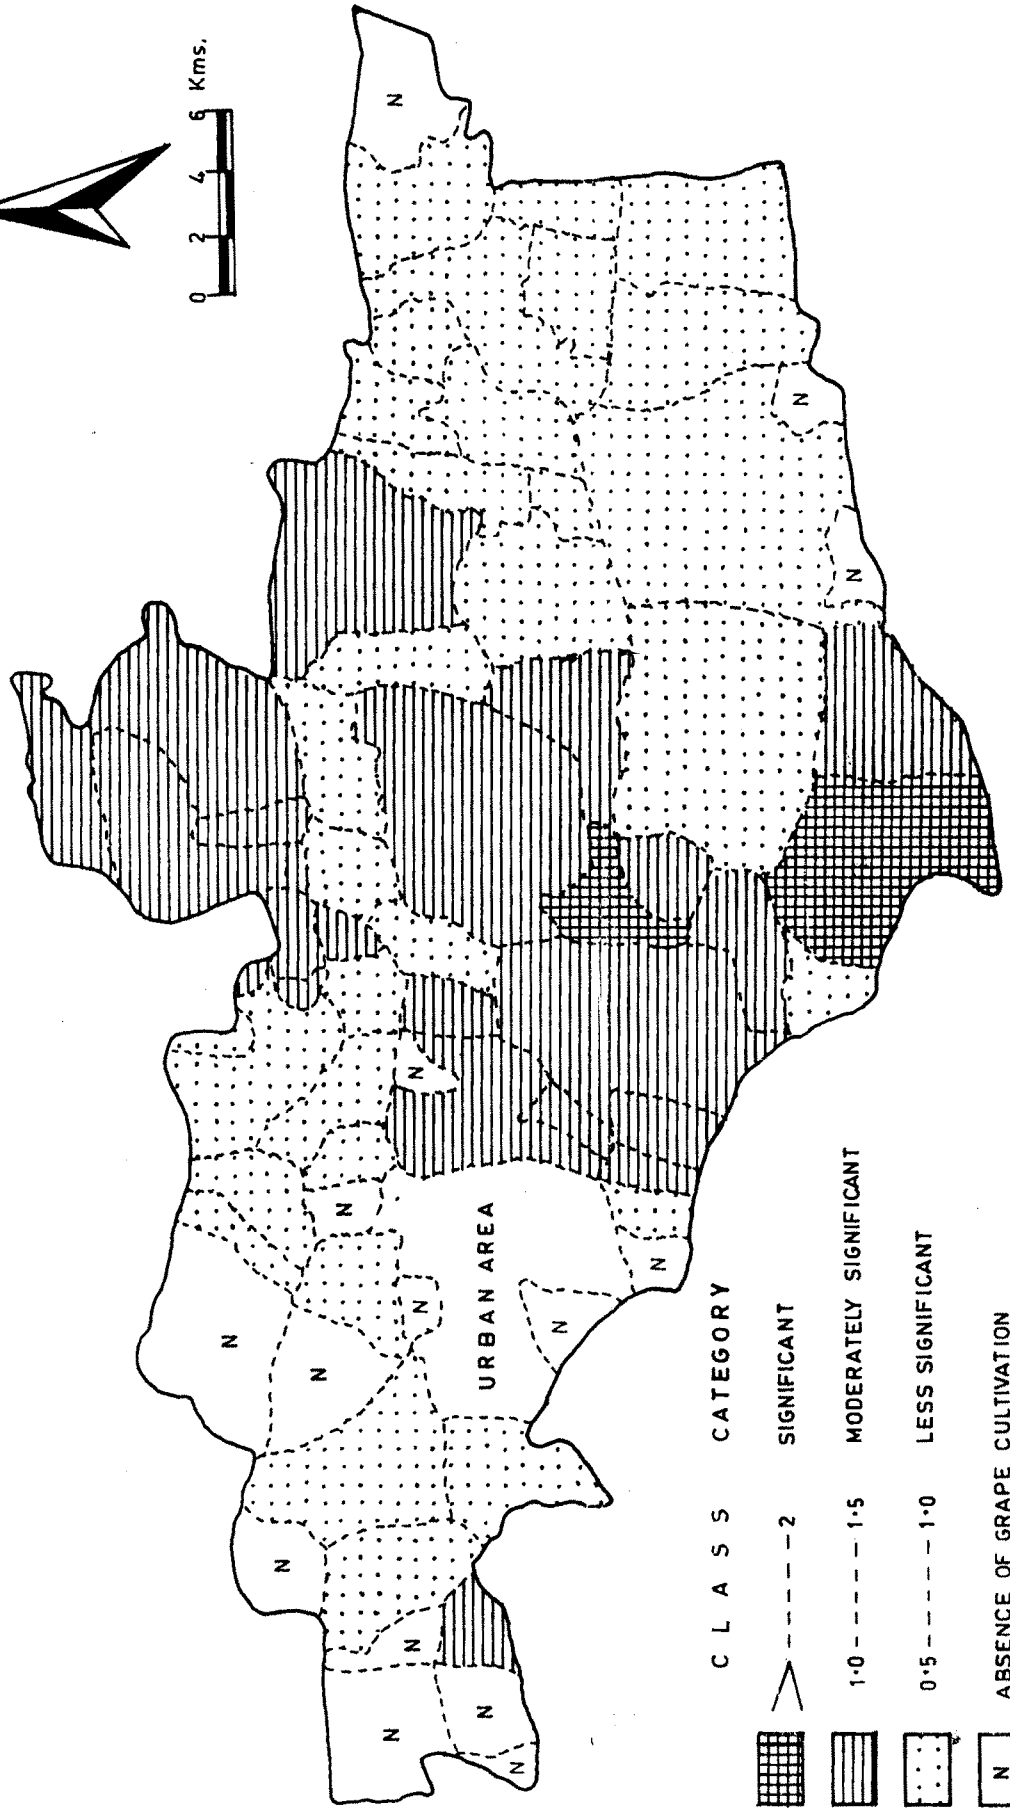 0 2 4 6 Kms.
N
N
N
N
N
N
N
N
N
N
URBAN AREA
N
N
N
C L A S S CATEGORY
> ----- 2 SIGNIFICANT
N
1·0 ----- 1·5 MODERATELY SIGNIFICANT
N
0·5 ----- 1·0 LESS SIGNIFICANT
N ABSENCE OF GRAPE CULTIVATION